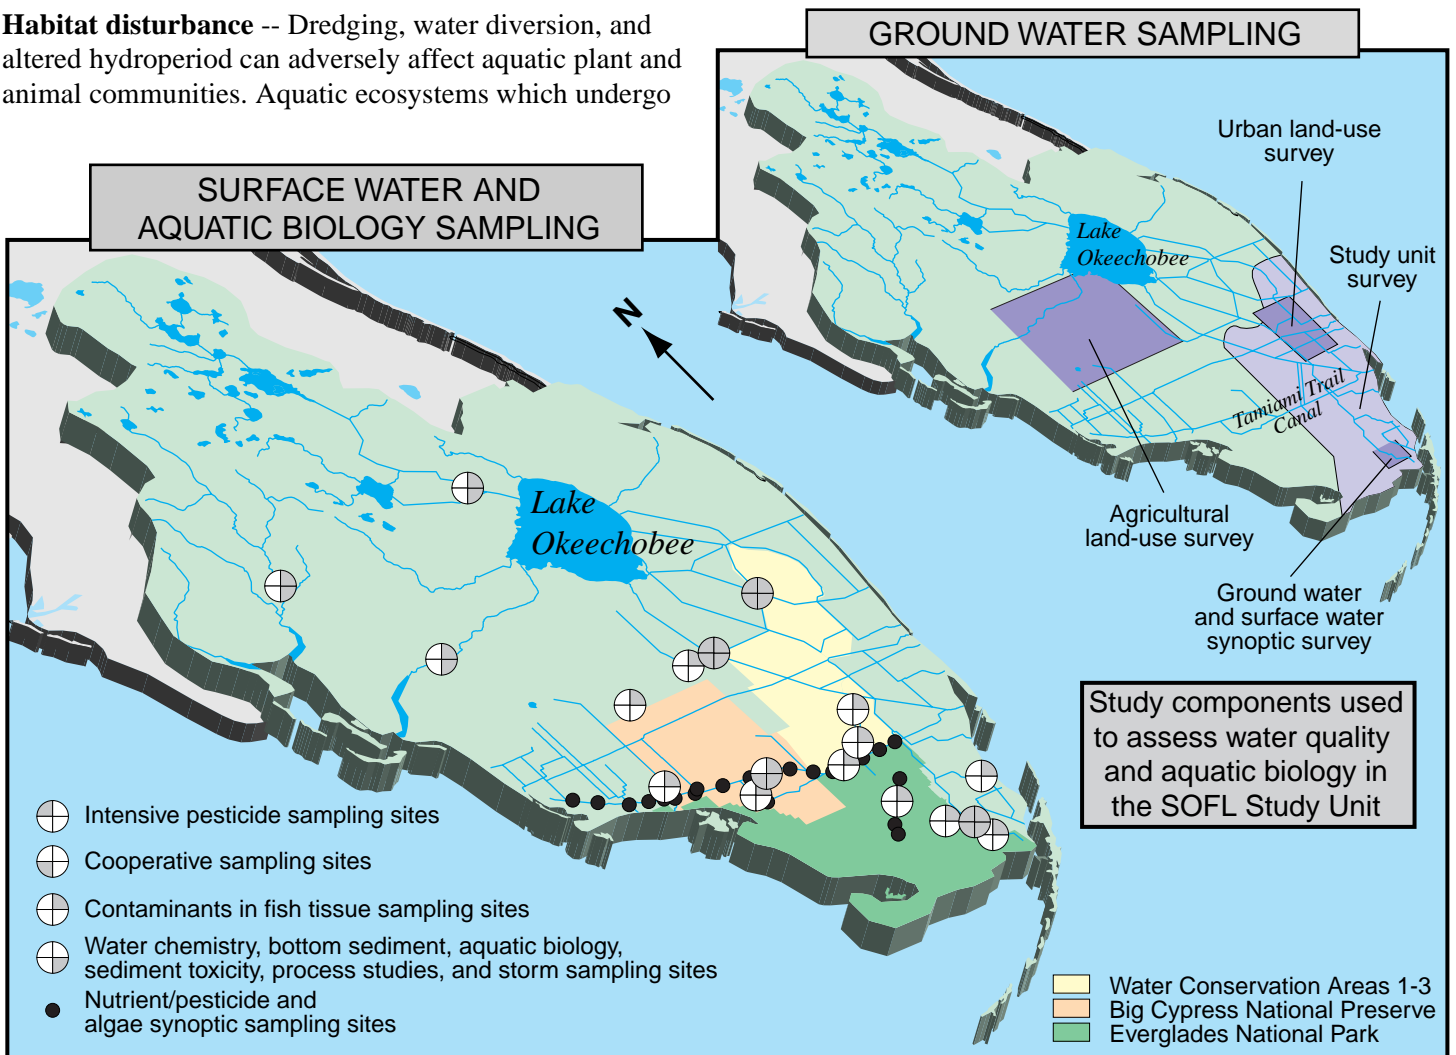 Habitat disturbance -- Dredging, water diversion, and
altered hydroperiod can adversely affect aquatic plant and
animal communities. Aquatic ecosystems which undergo
GROUND WATER SAMPLING
Urban land-use
survey
Study unit
survey
Lake
Okeechobee
Tamiami Trail
Canal
Agricultural
land-use survey
Ground water
and surface water
synoptic survey
SURFACE WATER AND
AQUATIC BIOLOGY SAMPLING
N
Lake
Okeechobee
Study components used
to assess water quality
and aquatic biology in
the SOFL Study Unit
Intensive pesticide sampling sites
Cooperative sampling sites
Contaminants in fish tissue sampling sites
Water chemistry, bottom sediment, aquatic biology,
sediment toxicity, process studies, and storm sampling sites
Nutrient/pesticide and
algae synoptic sampling sites
Water Conservation Areas 1-3
Big Cypress National Preserve
Everglades National Park